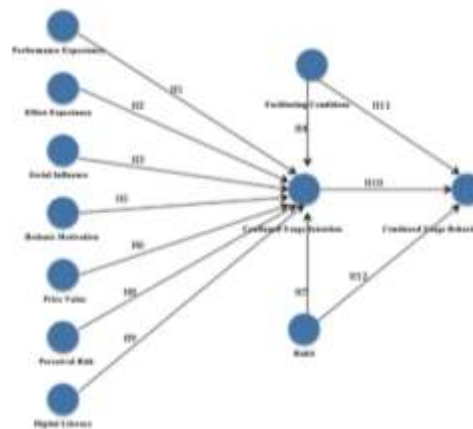 Performance Expectancy
H1
Effort Expectancy
H2
Social Influence
H3
Hedonic Motivation
H5
Price Value
H6
Perceived Risk
H8
Digital Literacy
H9
Facilitating Conditions
H4
H11
Continued Usage Intention
H10
Continued Usage Behavior
H7
H12
Habit